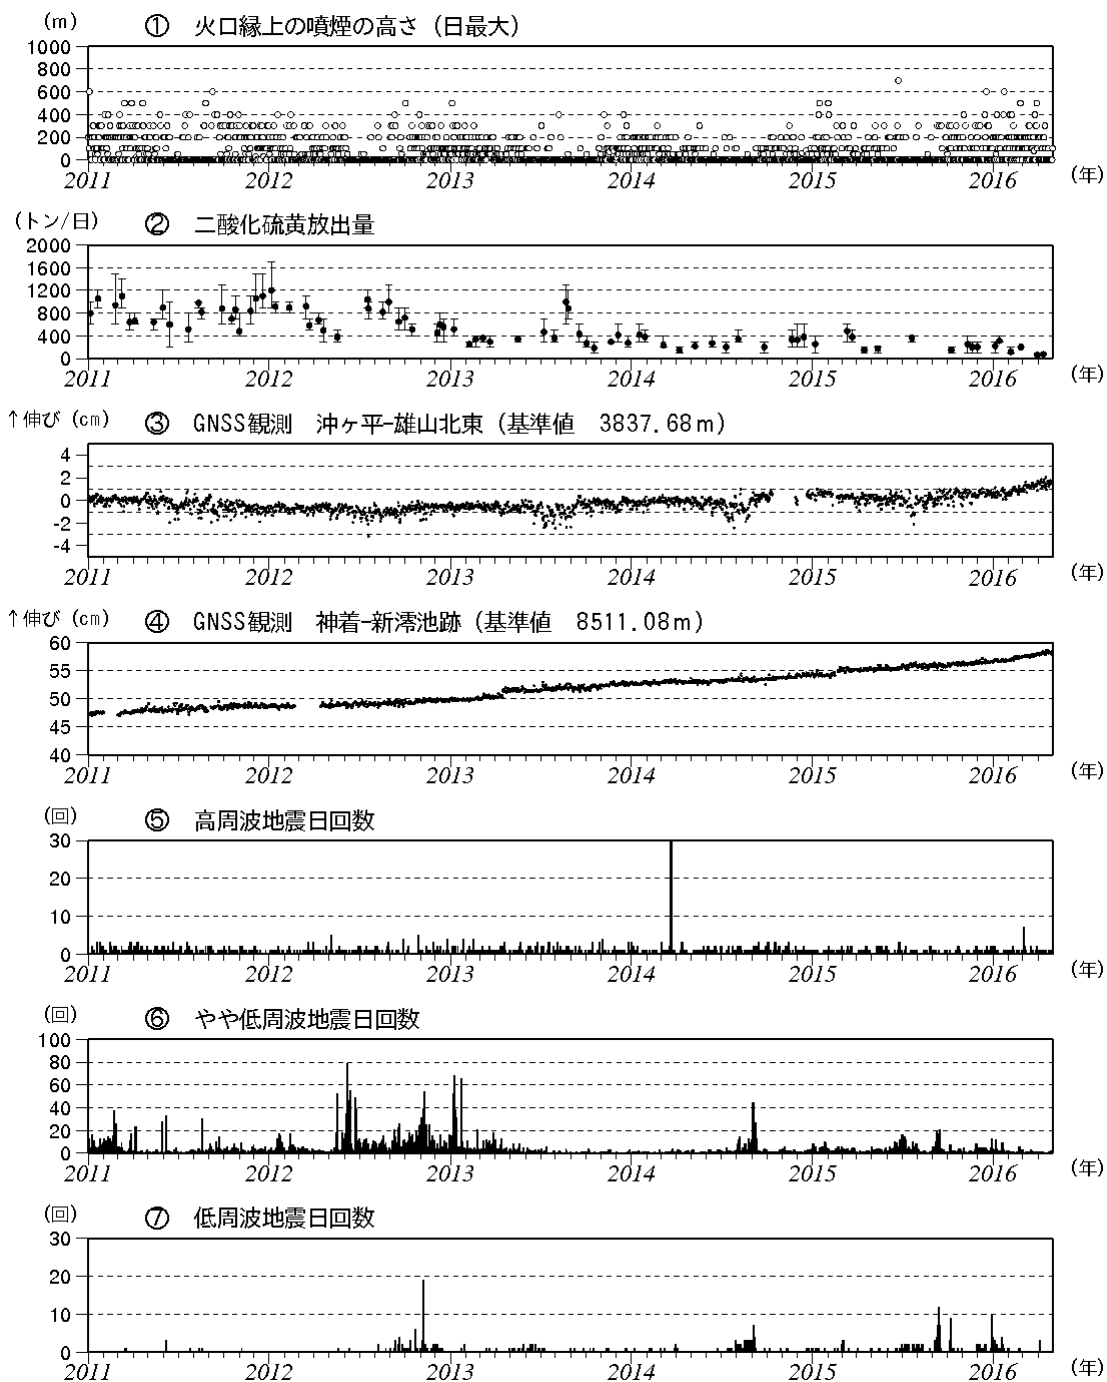 (m) ① 火口縁上の噴煙の高さ（日最大）
1000
800
600
400
200
0
2011 2012 2013 2014 2015 2016 (年)
(トン/日) ② 二酸化硫黄放出量
2000
1600
1200
800
400
0
2011 2012 2013 2014 2015 2016 (年)
↑伸び (cm) ③ GNSS観測 沖ヶ平-雄山北東（基準値 3837.68m）
4
2
0
-2
-4
2011 2012 2013 2014 2015 2016 (年)
↑伸び (cm) ④ GNSS観測 神着-新澪池跡（基準値 8511.08m）
60
55
50
45
40
2011 2012 2013 2014 2015 2016 (年)
(回) ⑤ 高周波地震日回数
30
20
10
0
2011 2012 2013 2014 2015 2016 (年)
(回) ⑥ やや低周波地震日回数
100
80
60
40
20
0
2011 2012 2013 2014 2015 2016 (年)
(回) ⑦ 低周波地震日回数
30
20
10
0
2011 2012 2013 2014 2015 2016 (年)